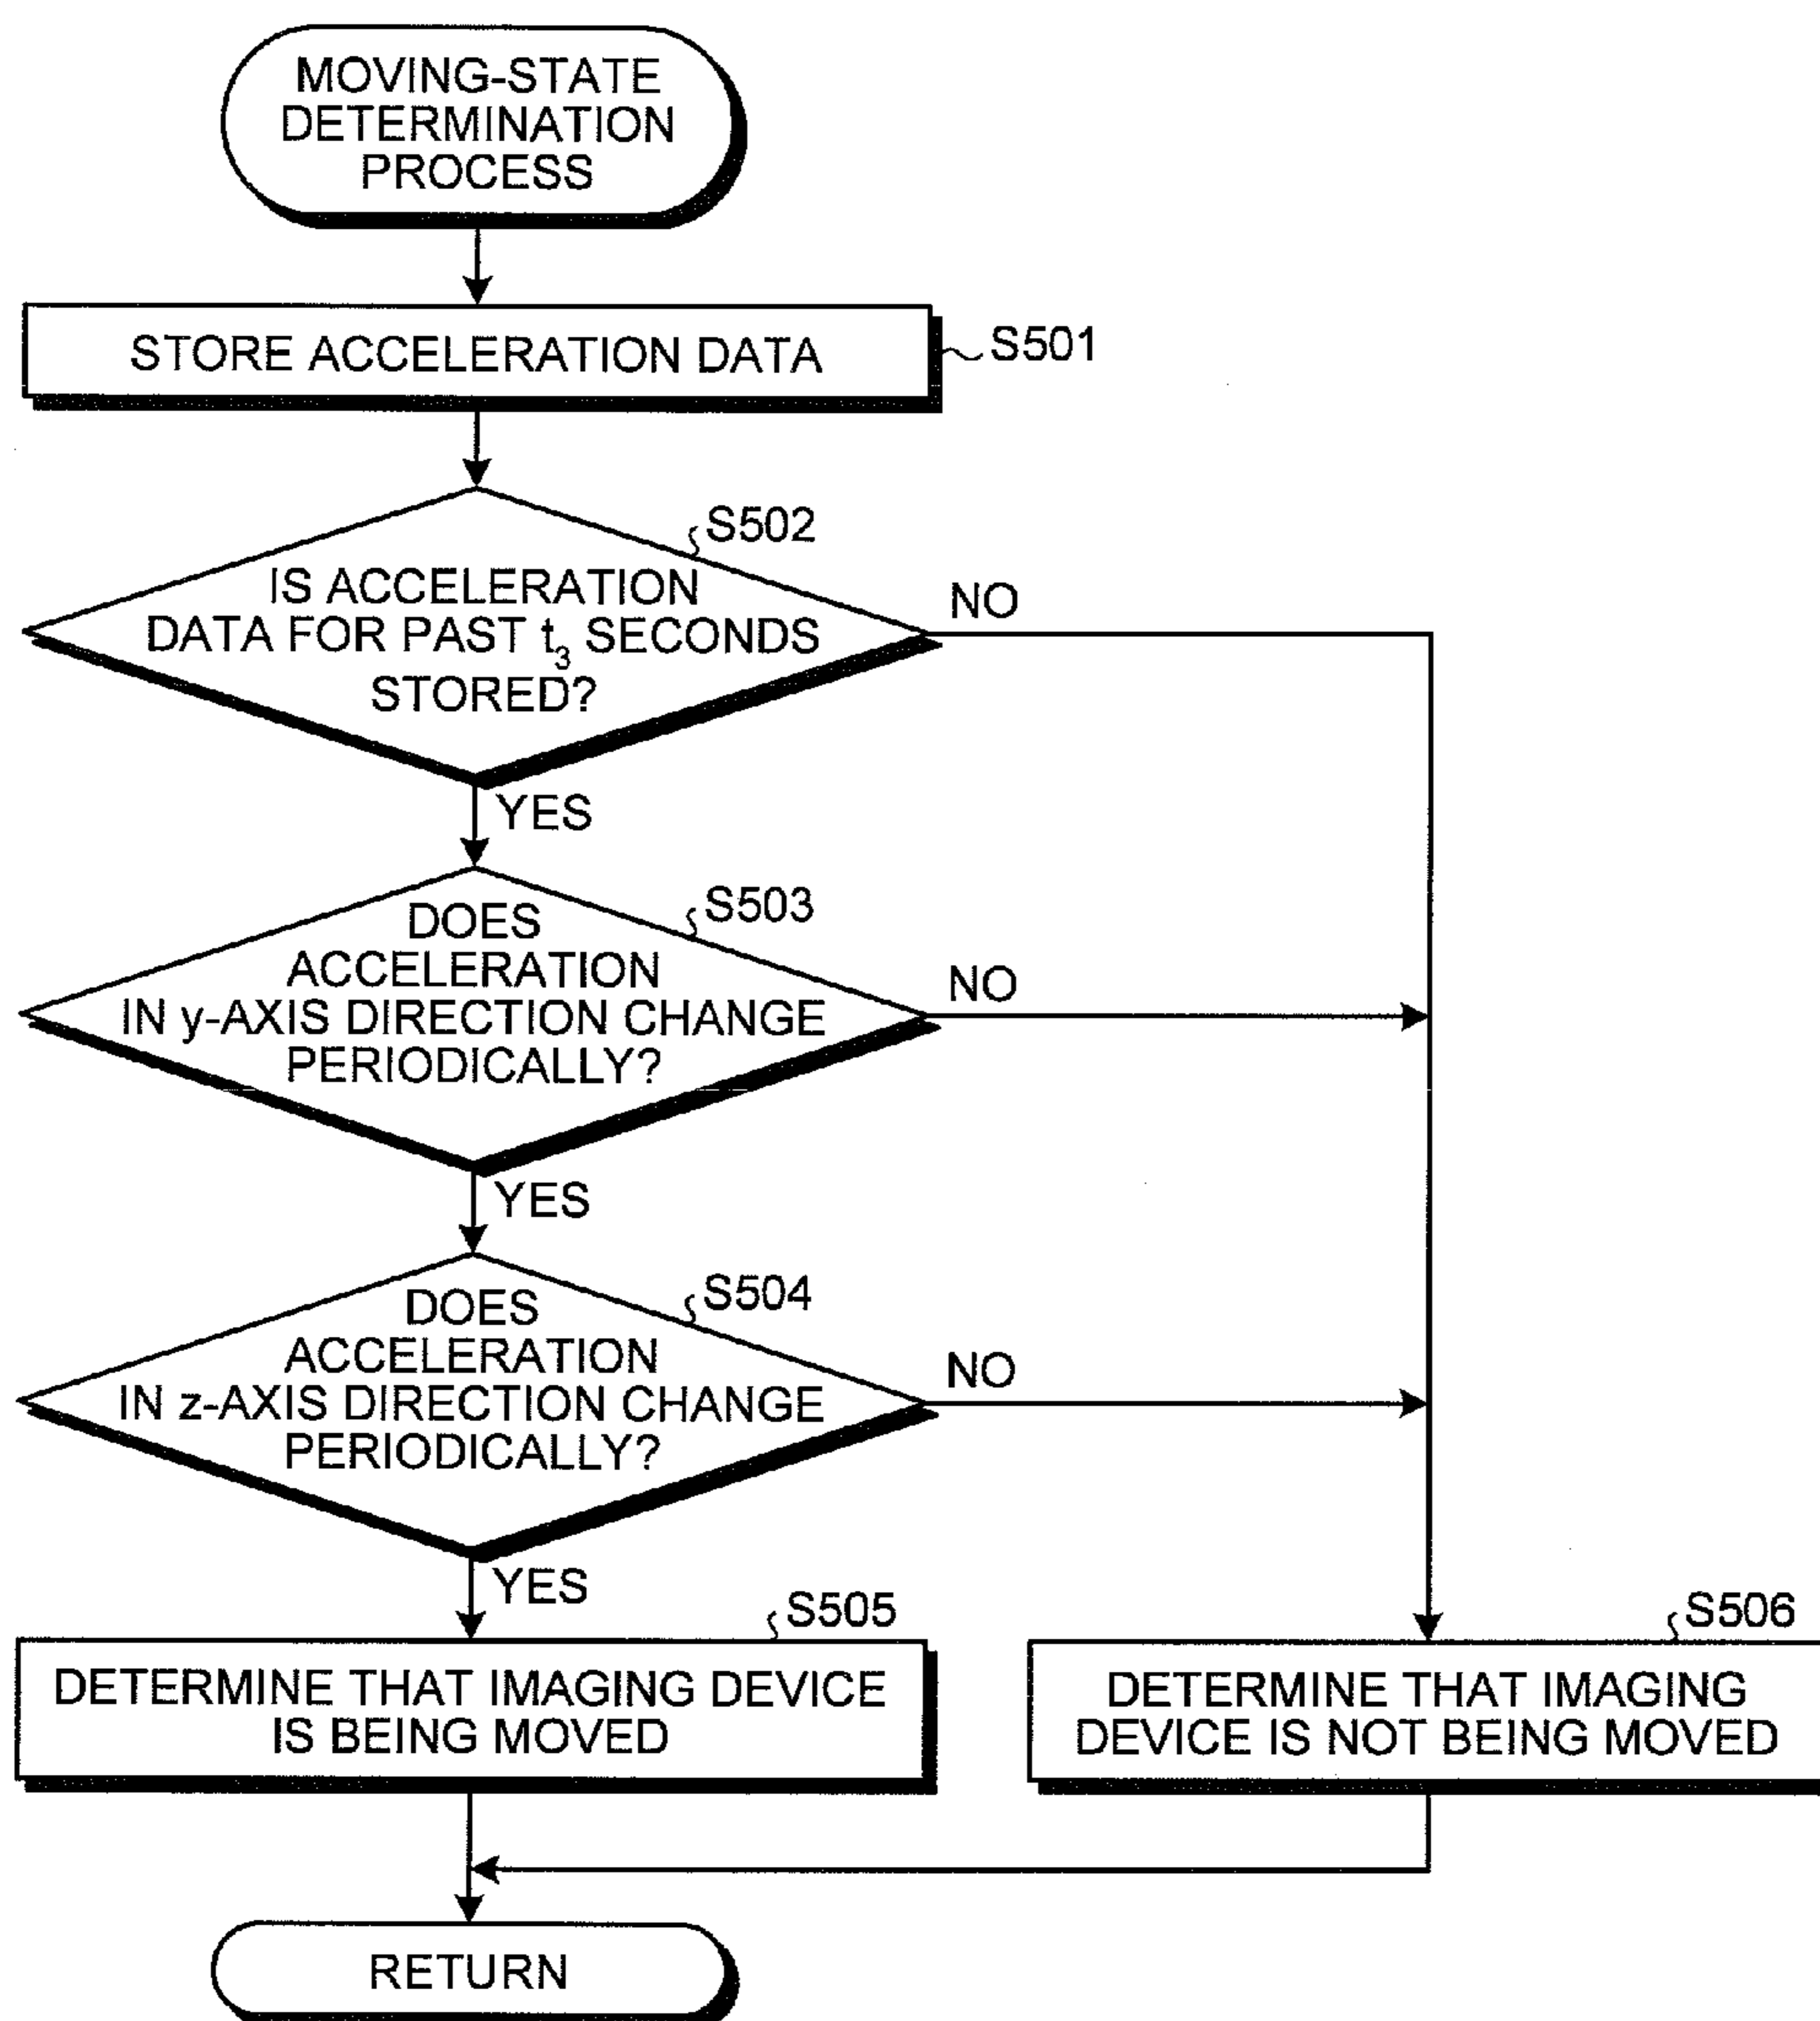 MOVING-STATE
DETERMINATION
PROCESS
STORE ACCELERATION DATA
S501
S502
IS ACCELERATION
DATA FOR PAST t₃ SECONDS
STORED?
NO
YES
S503
DOES
ACCELERATION
IN y-AXIS DIRECTION CHANGE
PERIODICALLY?
NO
YES
S504
DOES
ACCELERATION
IN z-AXIS DIRECTION CHANGE
PERIODICALLY?
NO
YES
S505
DETERMINE THAT IMAGING DEVICE
IS BEING MOVED
S506
DETERMINE THAT IMAGING
DEVICE IS NOT BEING MOVED
RETURN